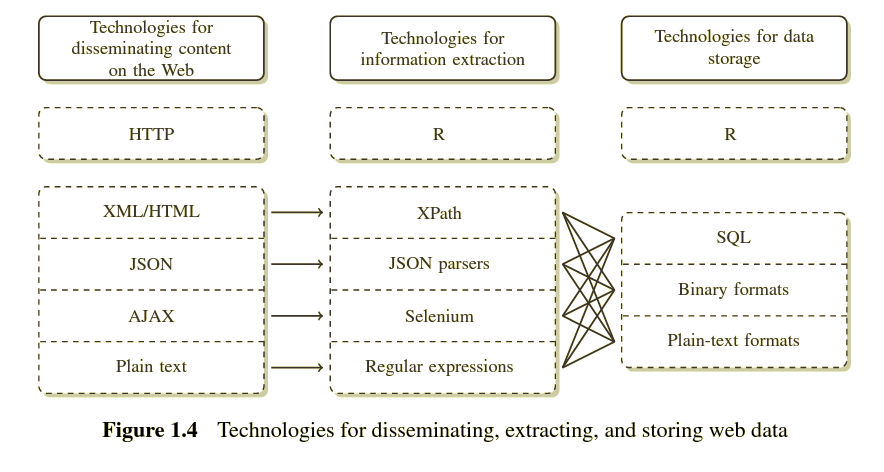 Technologies for
disseminating content
on the Web
Technologies for
information extraction
Technologies for data
storage
HTTP
R
R
XML/HTML
XPath
JSON
JSON parsers
AJAX
Selenium
Plain text
Regular expressions
SQL
Binary formats
Plain-text formats
Figure 1.4 Technologies for disseminating, extracting, and storing web data